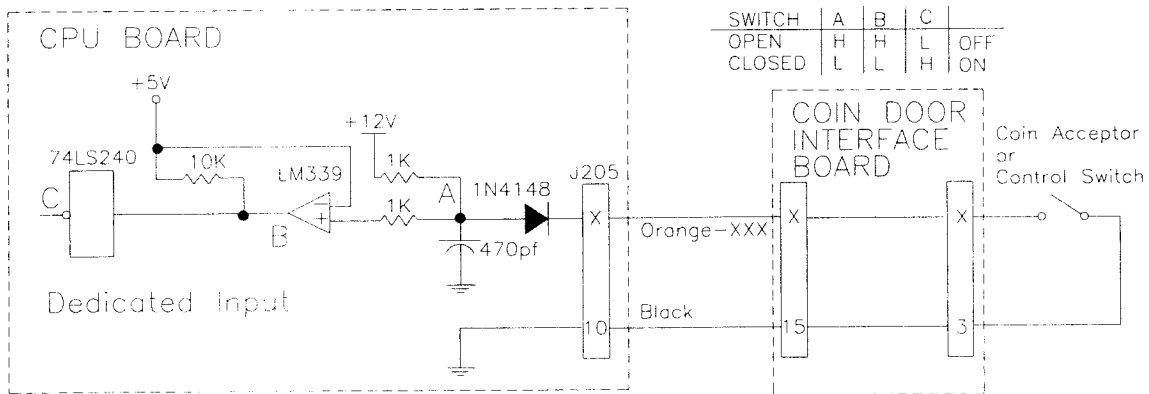 SWITCH A B C
OPEN H H L OFF
CLOSED L L H ON
CPU BOARD
+5V
+12V
COIN DOOR
INTERFACE
BOARD
Coin Acceptor
or
Control Switch
74LS240
10K
LM339
1K
1N4148
J205
C
B
+
1K
A
X
X
X
Orange-XXX
470pf
Dedicated Input
Black
10
15
3